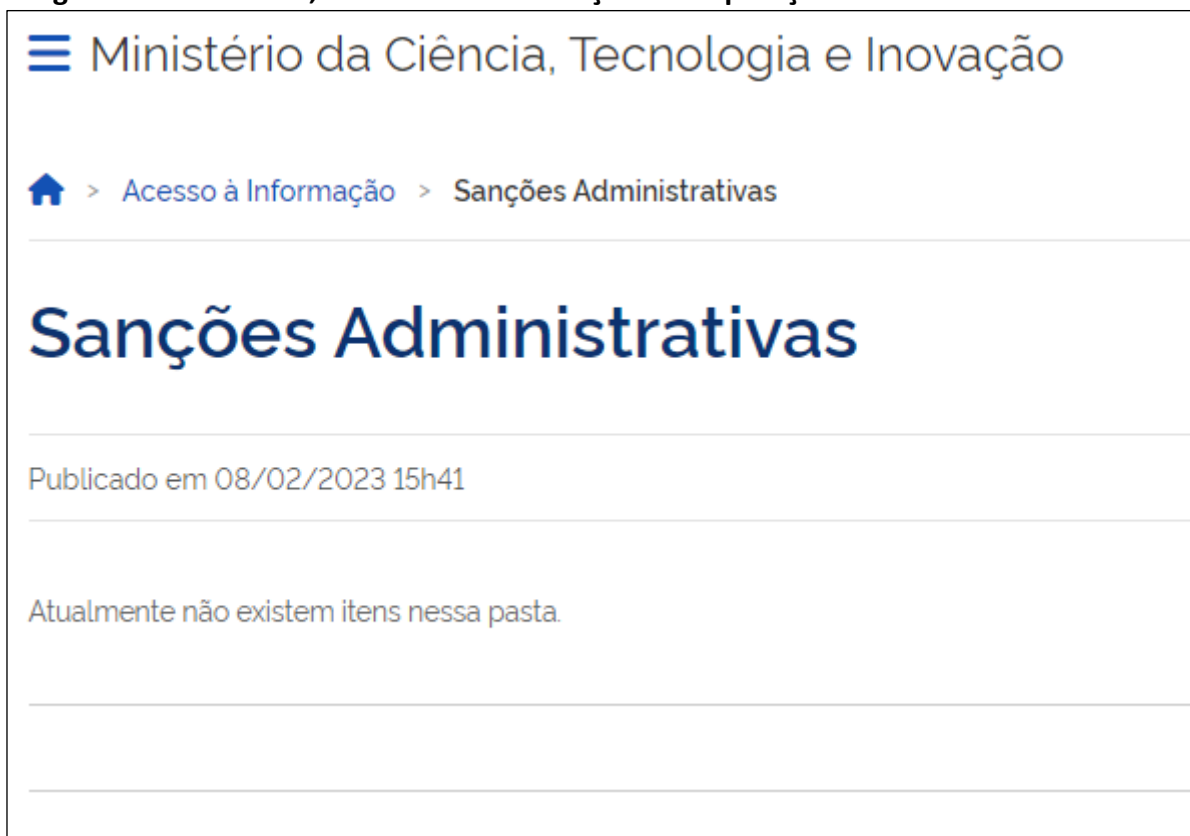 Ministério da Ciência, Tecnologia e Inovação
> Acesso à Informação > Sanções Administrativas
Sanções Administrativas
Publicado em 08/02/2023 15h41
Atualmente não existem itens nessa pasta.